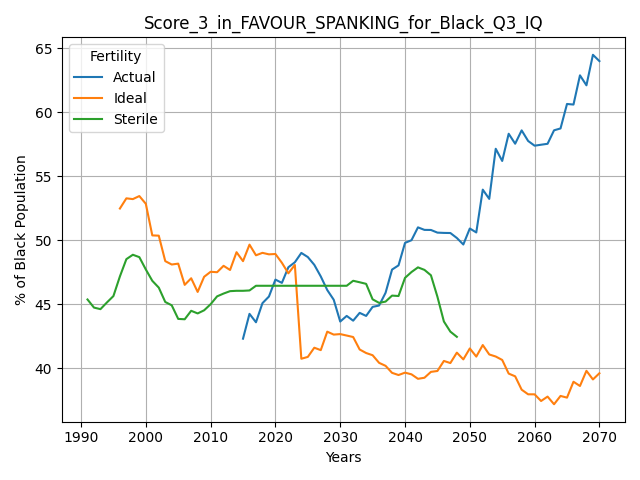 Score_3_in_FAVOUR_SPANKING_for_Black_Q3_IQ
Fertility
Actual
Ideal
Sterile
% of Black Population
65
60
55
50
45
40
1990 2000 2010 2020 2030 2040 2050 2060 2070
Years